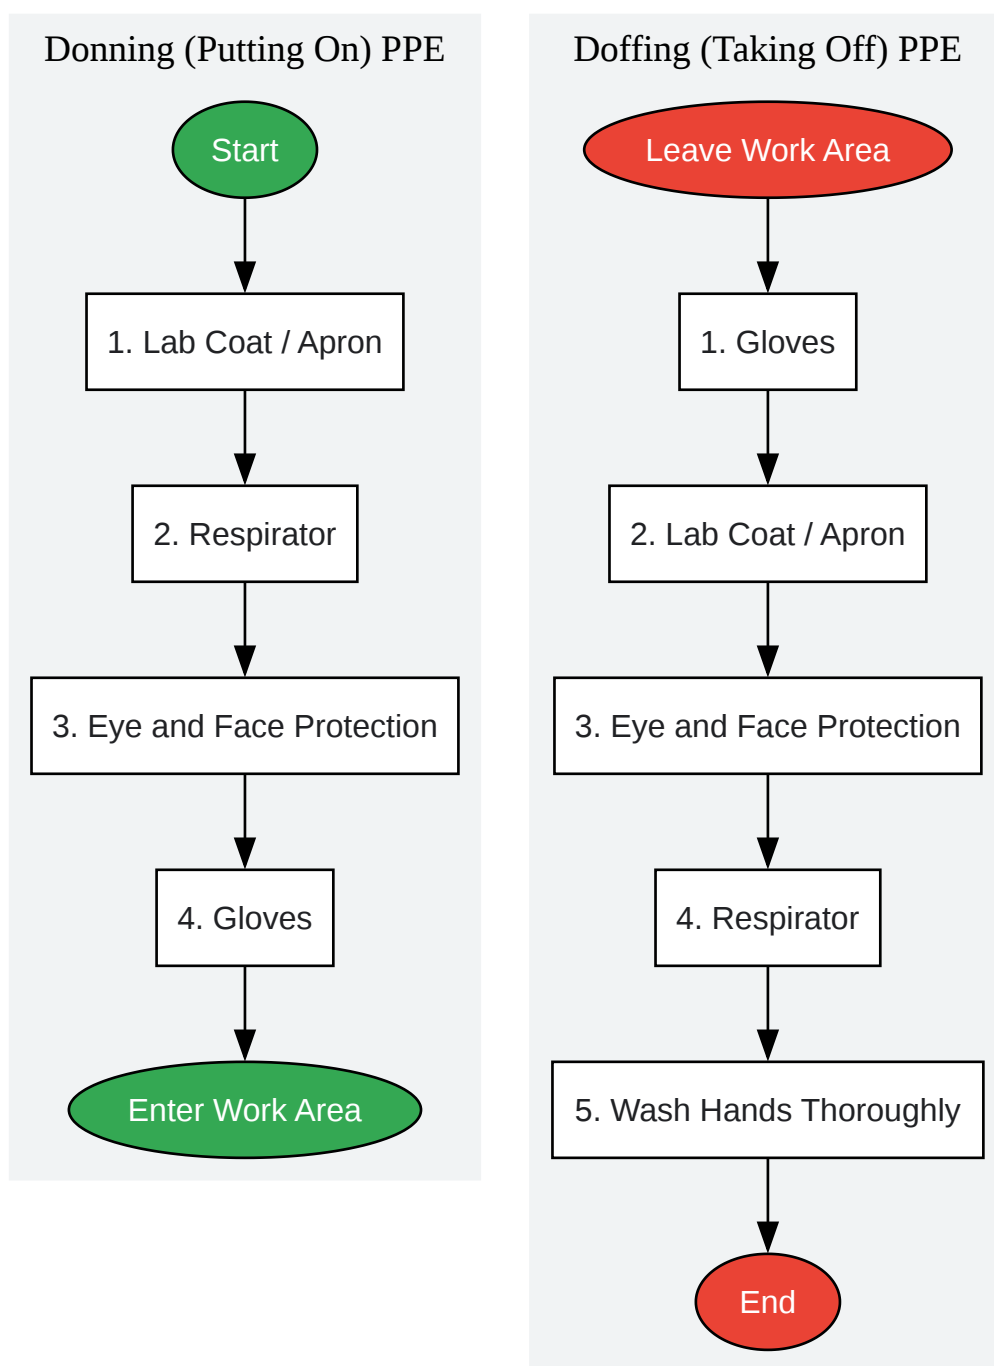 Donning (Putting On) PPE
Start
1. Lab Coat / Apron
2. Respirator
3. Eye and Face Protection
4. Gloves
Enter Work Area
Doffing (Taking Off) PPE
Leave Work Area
1. Gloves
2. Lab Coat / Apron
3. Eye and Face Protection
4. Respirator
5. Wash Hands Thoroughly
End